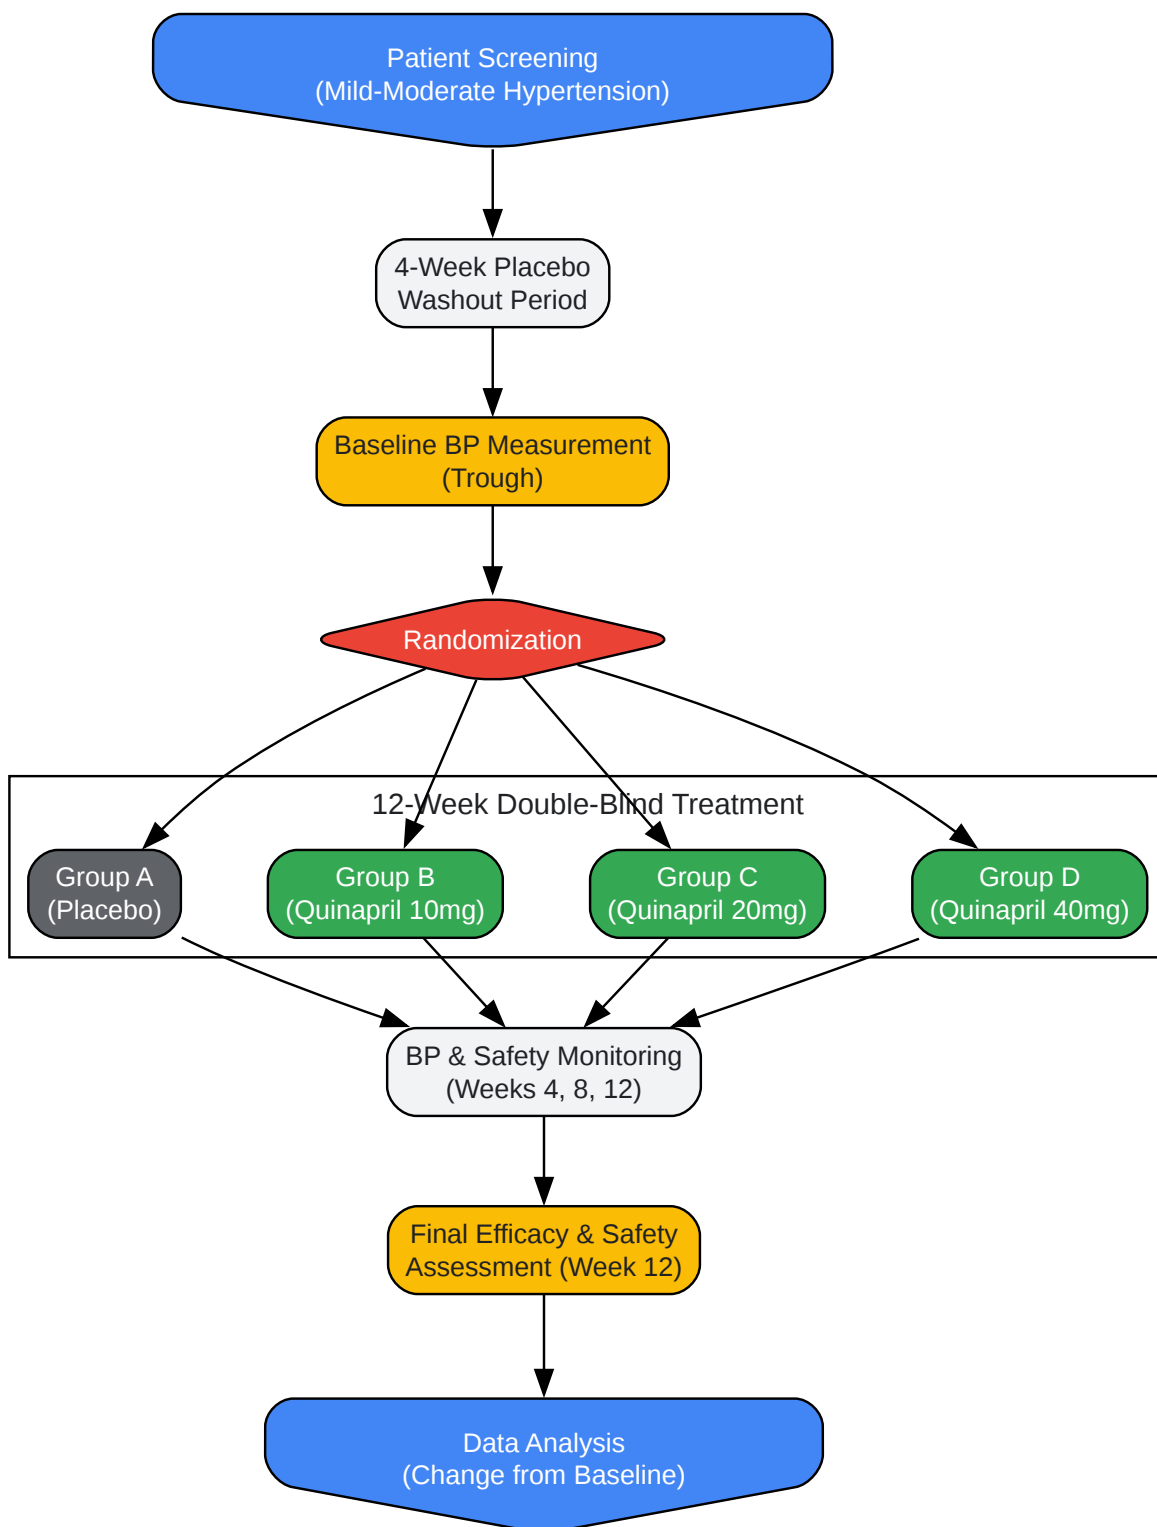 Patient Screening
(Mild-Moderate Hypertension)
4-Week Placebo
Washout Period
Baseline BP Measurement
(Trough)
Randomization
12-Week Double-Blind Treatment
Group A
(Placebo)
Group B
(Quinapril 10mg)
Group C
(Quinapril 20mg)
Group D
(Quinapril 40mg)
BP & Safety Monitoring
(Weeks 4, 8, 12)
Final Efficacy & Safety
Assessment (Week 12)
Data Analysis
(Change from Baseline)